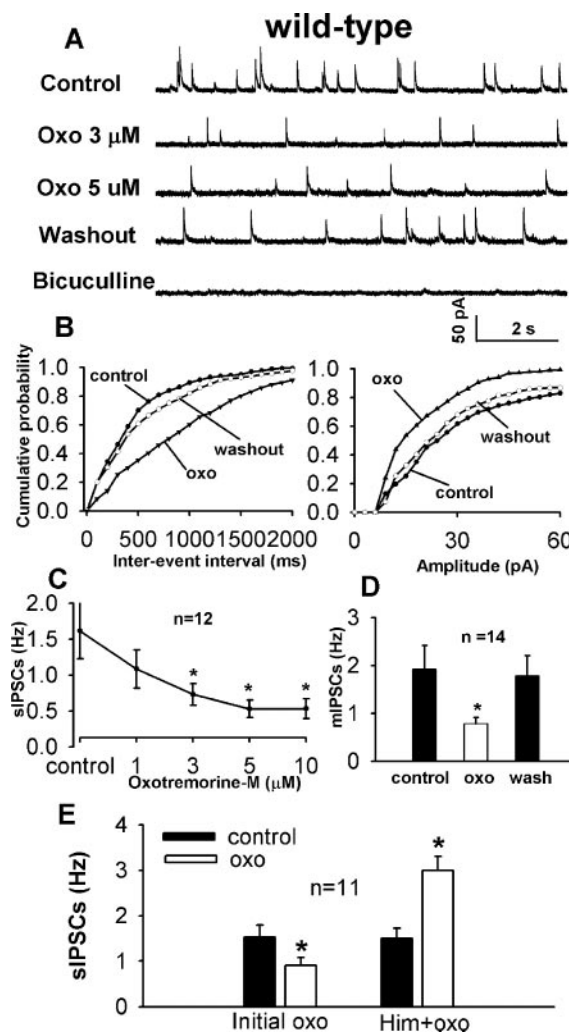 wild-type
A
Control
Oxo 3 μM
Oxo 5 uM
Washout
Bicuculline
50 pA
2 s
B
Cumulative probability
1.0
0.8
0.6
0.4
0.2
0.0
control
washout
oxo
0 500 1000 15002000
Inter-event interval (ms)
1.0
0.8
0.6
0.4
0.2
0.0
oxo
washout
control
0 30 60
Amplitude (pA)
C
n=12
sIPSCs (Hz)
2.0
1.5
1.0
0.5
0.0
* * *
control 1 3 5 10
Oxotremorine-M (μM)
D
n =14
mIPSCs (Hz)
3
2
1
0
*
control oxo wash
E
control
oxo
n=11
sIPSCs (Hz)
4
3
2
1
0
*
*
Initial oxo Him+oxo